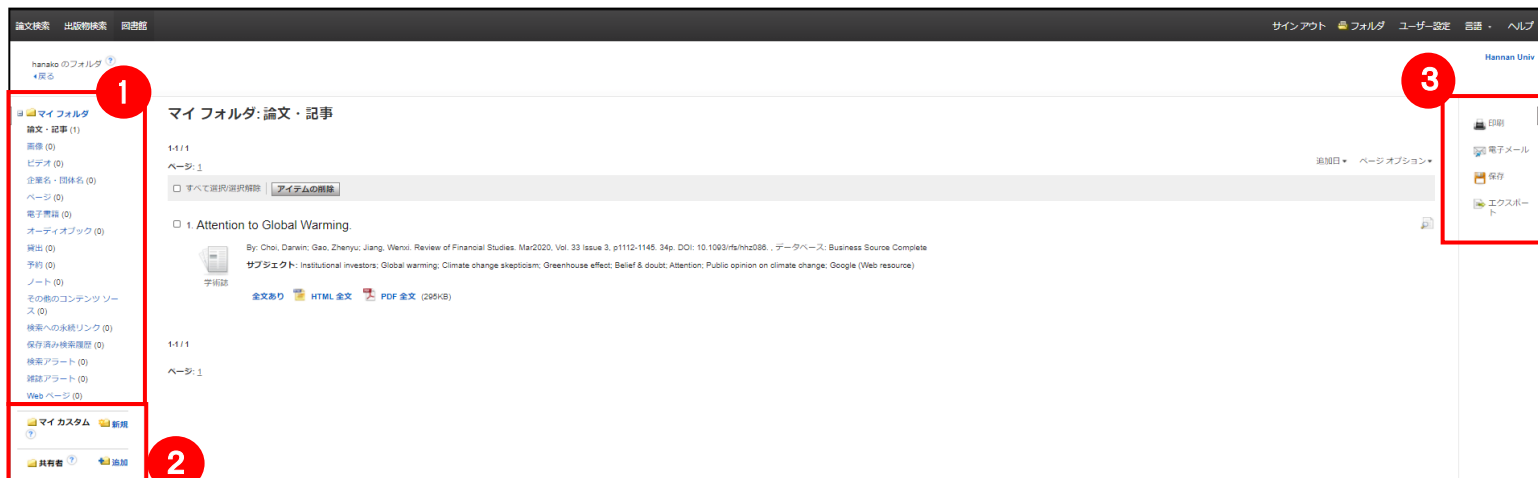 論文検索 出版物検索 図書館
サインアウト フォルダ ユーザー設定 言語 ヘルプ
hanako のフォルダ ?
戻る
Hannan Univ
1
マイ フォルダ
論文・記事 (1)
画像 (0)
ビデオ (0)
企業名・団体名 (0)
ページ (0)
電子書籍 (0)
オーディオブック (0)
貸出 (0)
予約 (0)
ノート (0)
その他のコンテンツ ソー
ス (0)
検索への永続リンク (0)
保存済み検索履歴 (0)
検索アラート (0)
雑誌アラート (0)
Web ページ (0)
マイ カスタム 新規
?
共有者 ? 追加
2
マイ フォルダ: 論文・記事
1-1 / 1
ページ: 1
追加日 ページ オプション
すべて選択/選択解除 アイテムの削除
1. Attention to Global Warming.
By: Choi, Darwin; Gao, Zhenyu; Jiang, Wenxi. Review of Financial Studies. Mar2020, Vol. 33 Issue 3, p1112-1145. 34p. DOI: 10.1093/rfs/hhz086. , データベース: Business Source Complete
サブジェクト: Institutional investors; Global warming; Climate change skepticism; Greenhouse effect; Belief & doubt; Attention; Public opinion on climate change; Google (Web resource)
学術誌
全文あり HTML 全文 PDF 全文 (295KB)
1-1 / 1
ページ: 1
3
印刷
電子メール
保存
エクスポー
ト